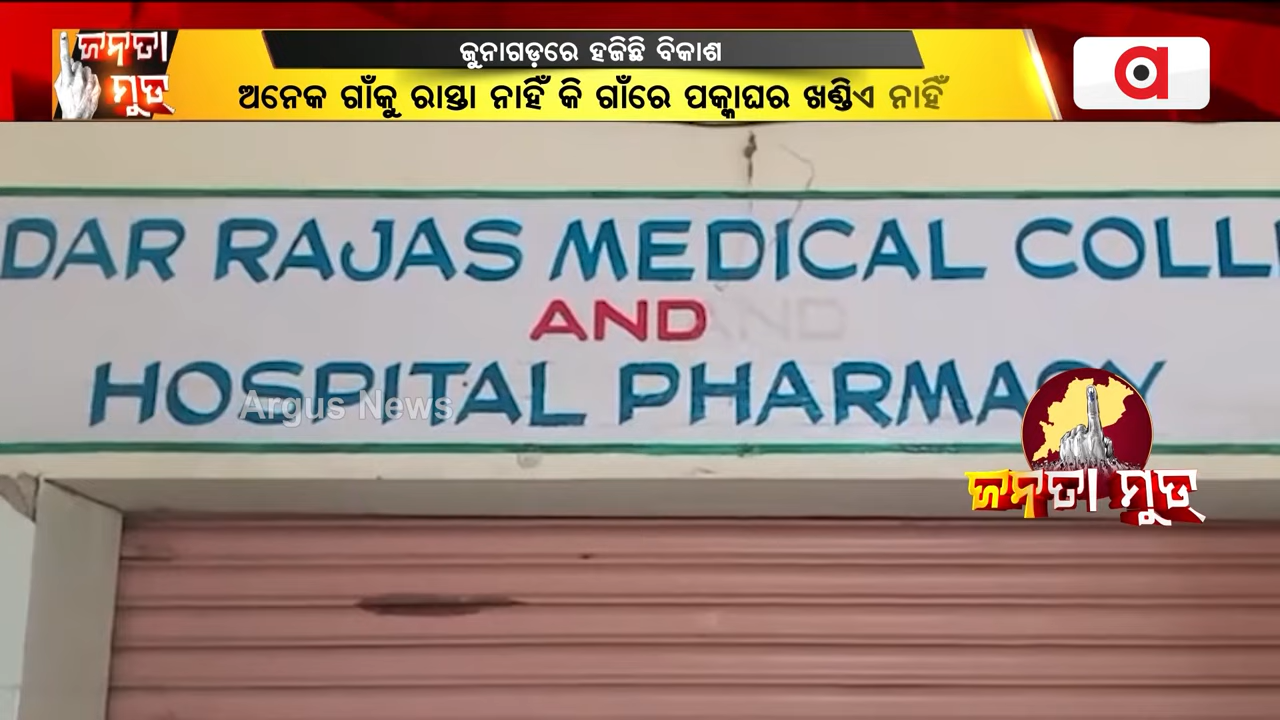 ଜନତା ମୁଡ୍
ଜୁନାଗଡ଼ରେ ହଜିଛି ବିକାଶ
ଅନେକ ଗାଁକୁ ରାସ୍ତା ନାହିଁ କି ଗାଁରେ ପକ୍କାଘର ଖଣ୍ଡିଏ ନାହିଁ
a
DAR RAJAS MEDICAL COLL
AND
HOSPITAL PHARMACY
Argus News
ଜନତା ମୁଡ୍